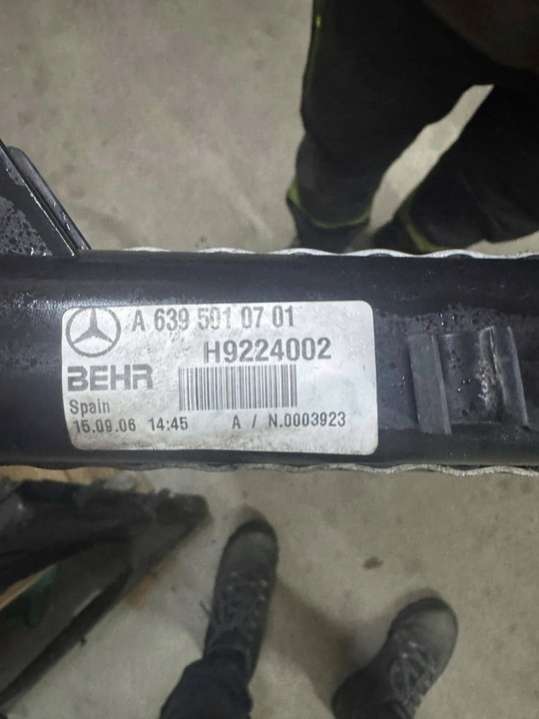 A 639 501 07 01
H9224002
BEHR
Spain
15.09.06 14:45 A / N.0003923